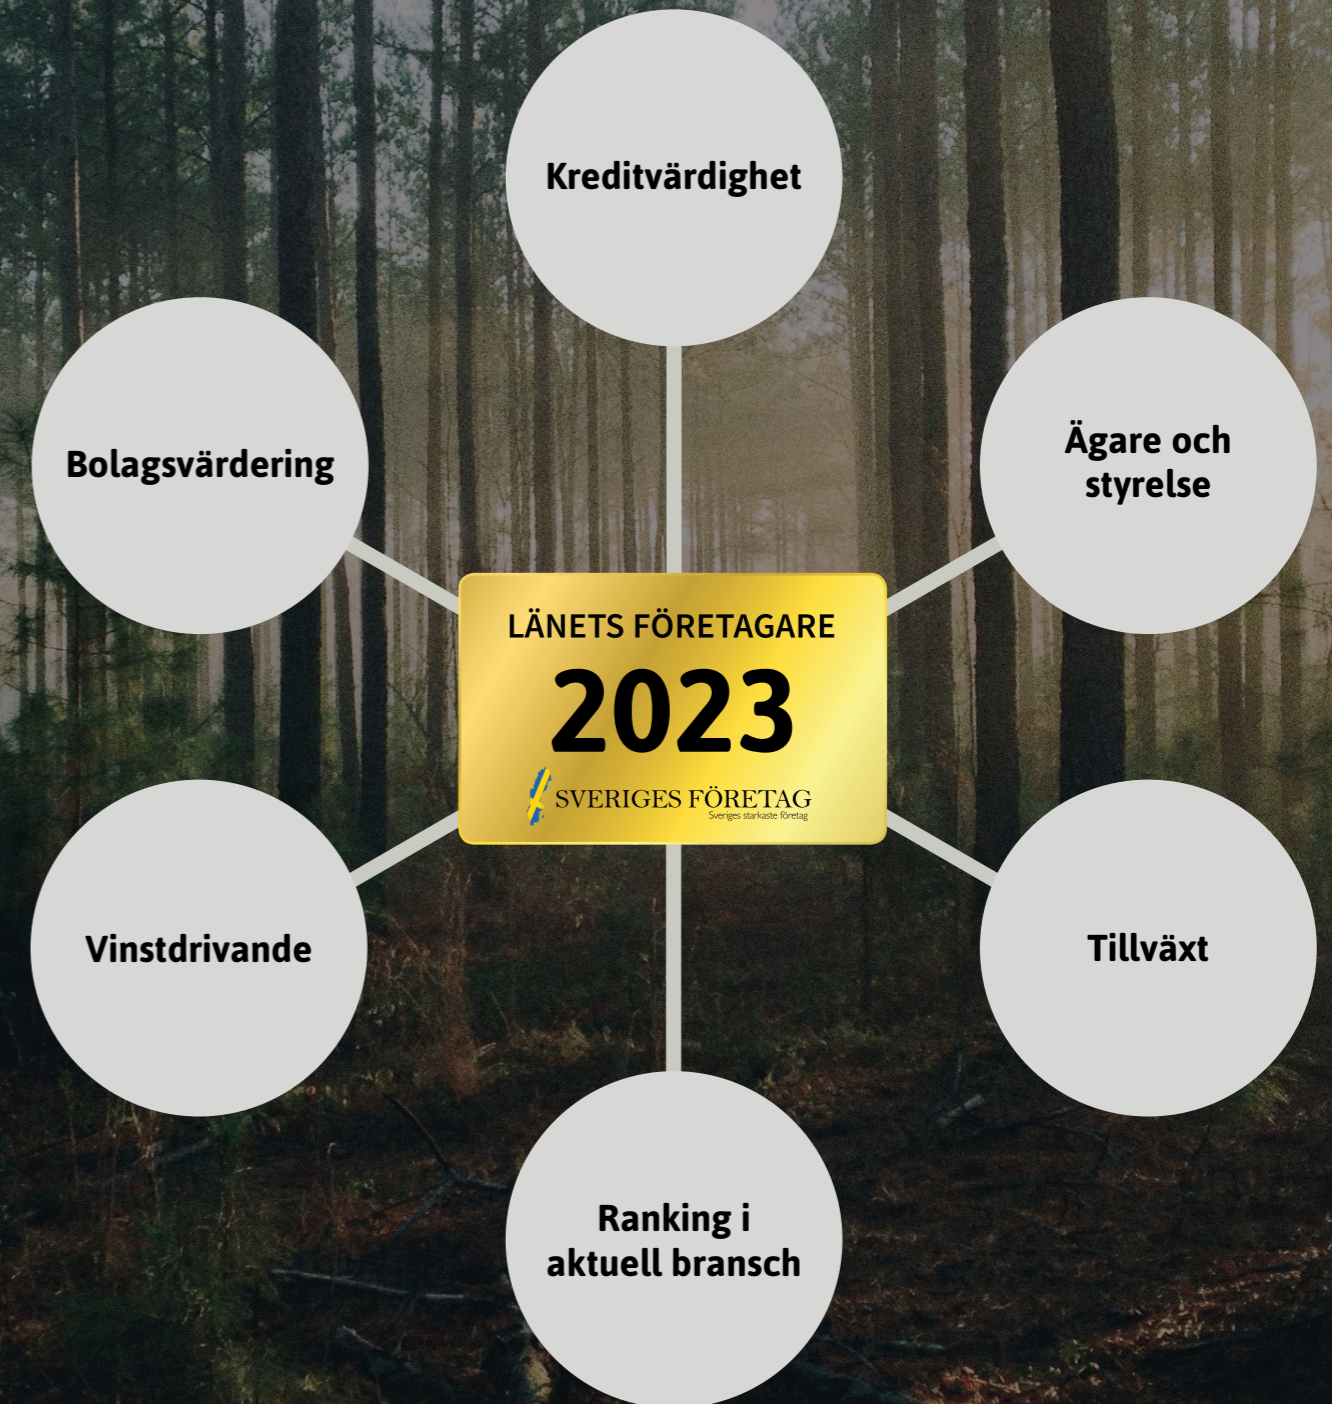 Kreditvärdighet
Bolagsvärdering
Ägare och
styrelse
LÄNETS FÖRETAGARE
2023
SVERIGES FÖRETAG
Sveriges starkaste företag
Vinstdrivande
Tillväxt
Ranking i
aktuell bransch